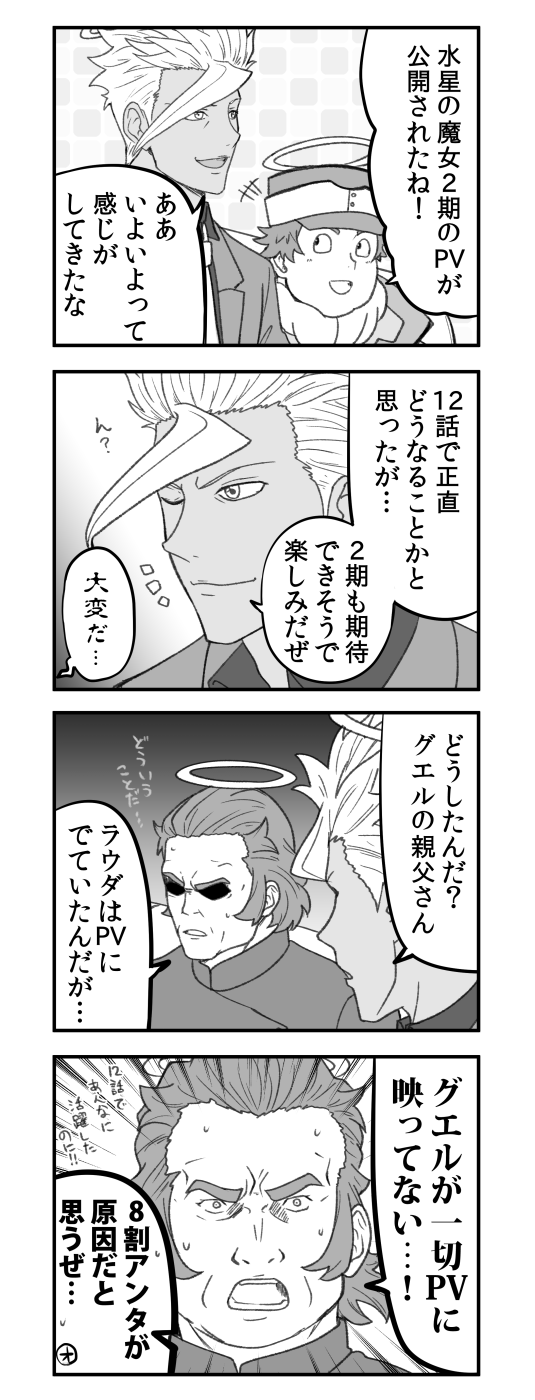 水星の魔女2期のPVが
公開されたね!
ああ
いよいよって
感じが
してきたな
12話で正直
どうなることかと
思ったが…
2期も期待
できそうで
楽しみだぜ
ん?
大変だ…
どうしたんだ?
グエルの親父さん
どういう
ことだ…
ラウダはPVに
でていたんだが…
グエルが一切PVに
映ってない…!
12話で
あんなに
活躍した
のに!!
8割アンタが
原因だと
思うぜ…